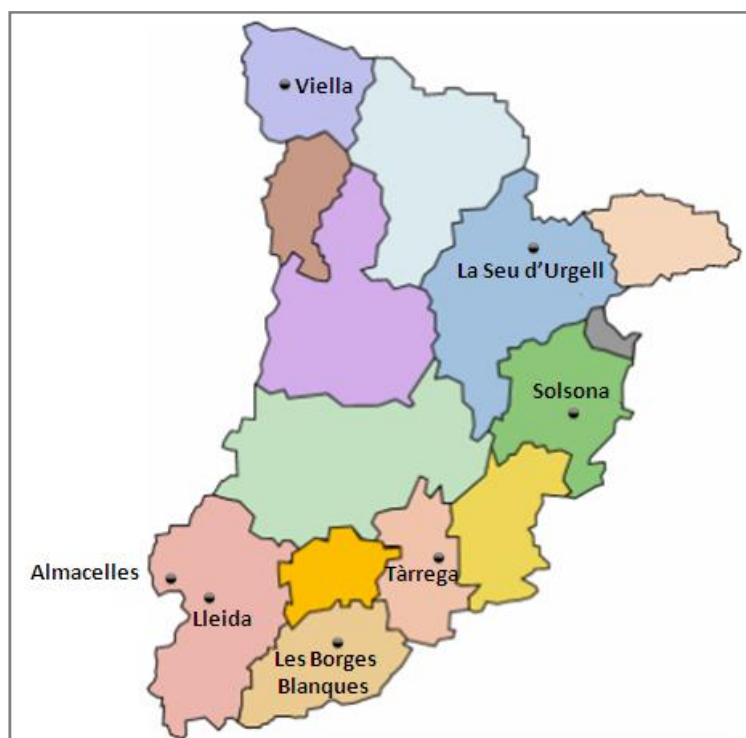 Viella
La Seu d'Urgell
Solsona
Almacelles
Tàrrega
Lleida
Les Borges
Blanques